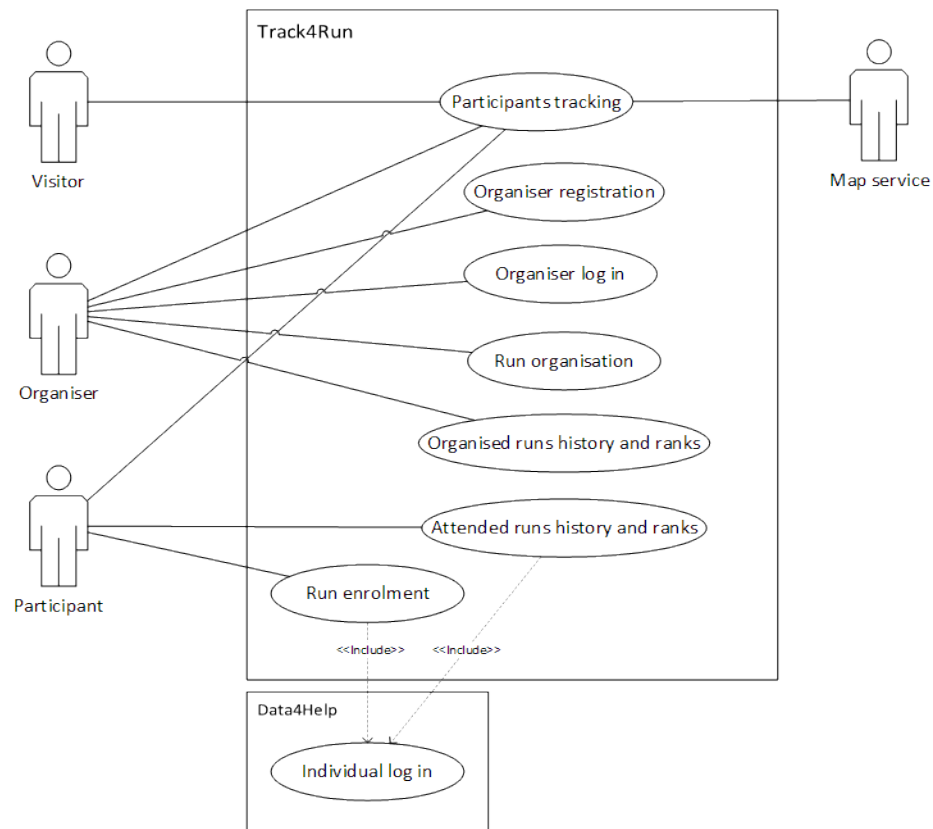 Track4Run
Participants tracking
Visitor
Map service
Organiser registration
Organiser log in
Organiser
Run organisation
Organised runs history and ranks
Attended runs history and ranks
Participant
Run enrolment
<<Include>>
<<Include>>
Data4Help
Individual log in